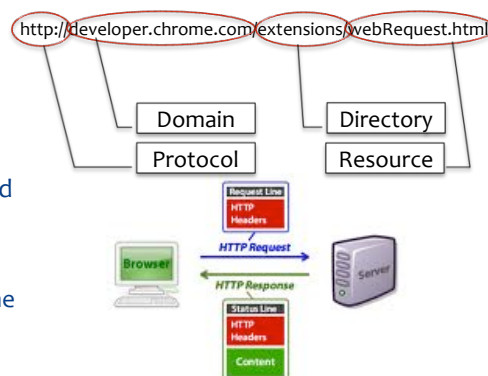 http://developer.chrome.com/extensions/webRequest.html
Domain
Directory
Protocol
Resource
Request Line
HTTP
Headers
HTTP Request
Browser
Server
HTTP Response
Status Line
HTTP
Headers
Content